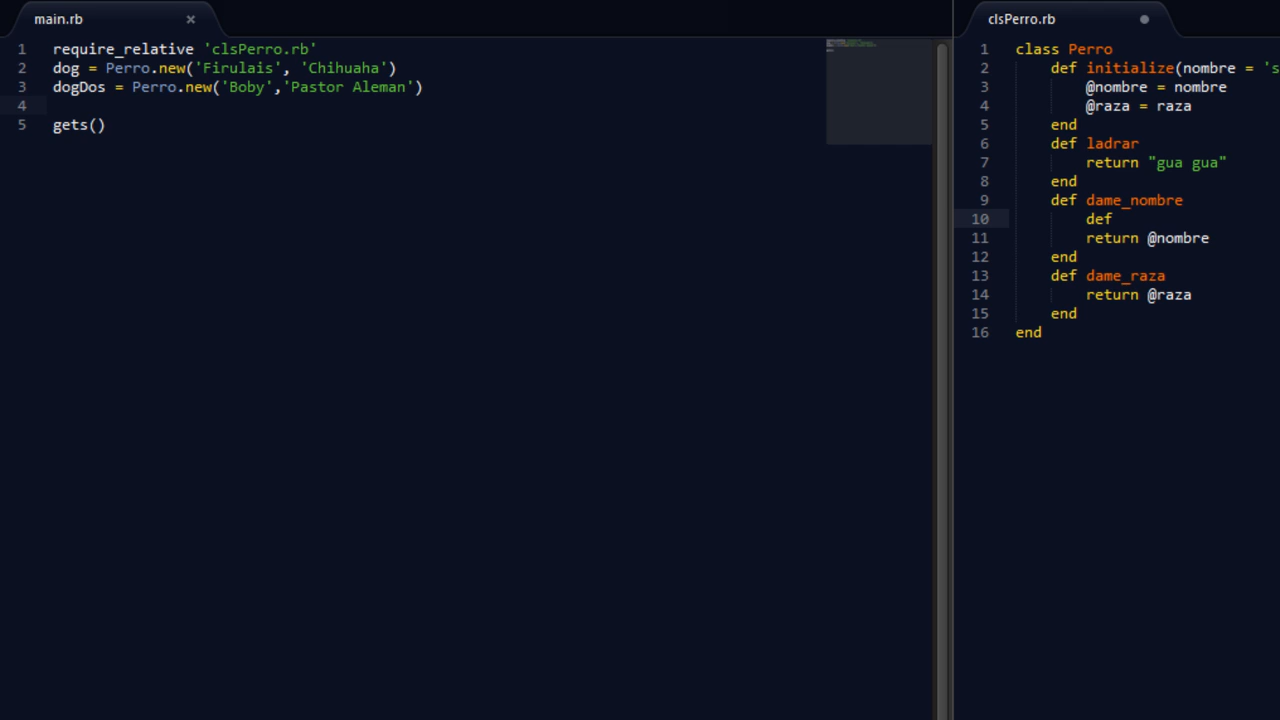 main.rb
1 require_relative 'clsPerro.rb'
2 dog = Perro.new('Firulais', 'Chihuaha')
3 dogDos = Perro.new('Boby','Pastor Aleman')
4
5 gets()
clsPerro.rb
1 class Perro
2 def initialize(nombre = 's
3 @nombre = nombre
4 @raza = raza
5 end
6 def ladrar
7 return "gua gua"
8 end
9 def dame_nombre
10 def
11 return @nombre
12 end
13 def dame_raza
14 return @raza
15 end
16 end